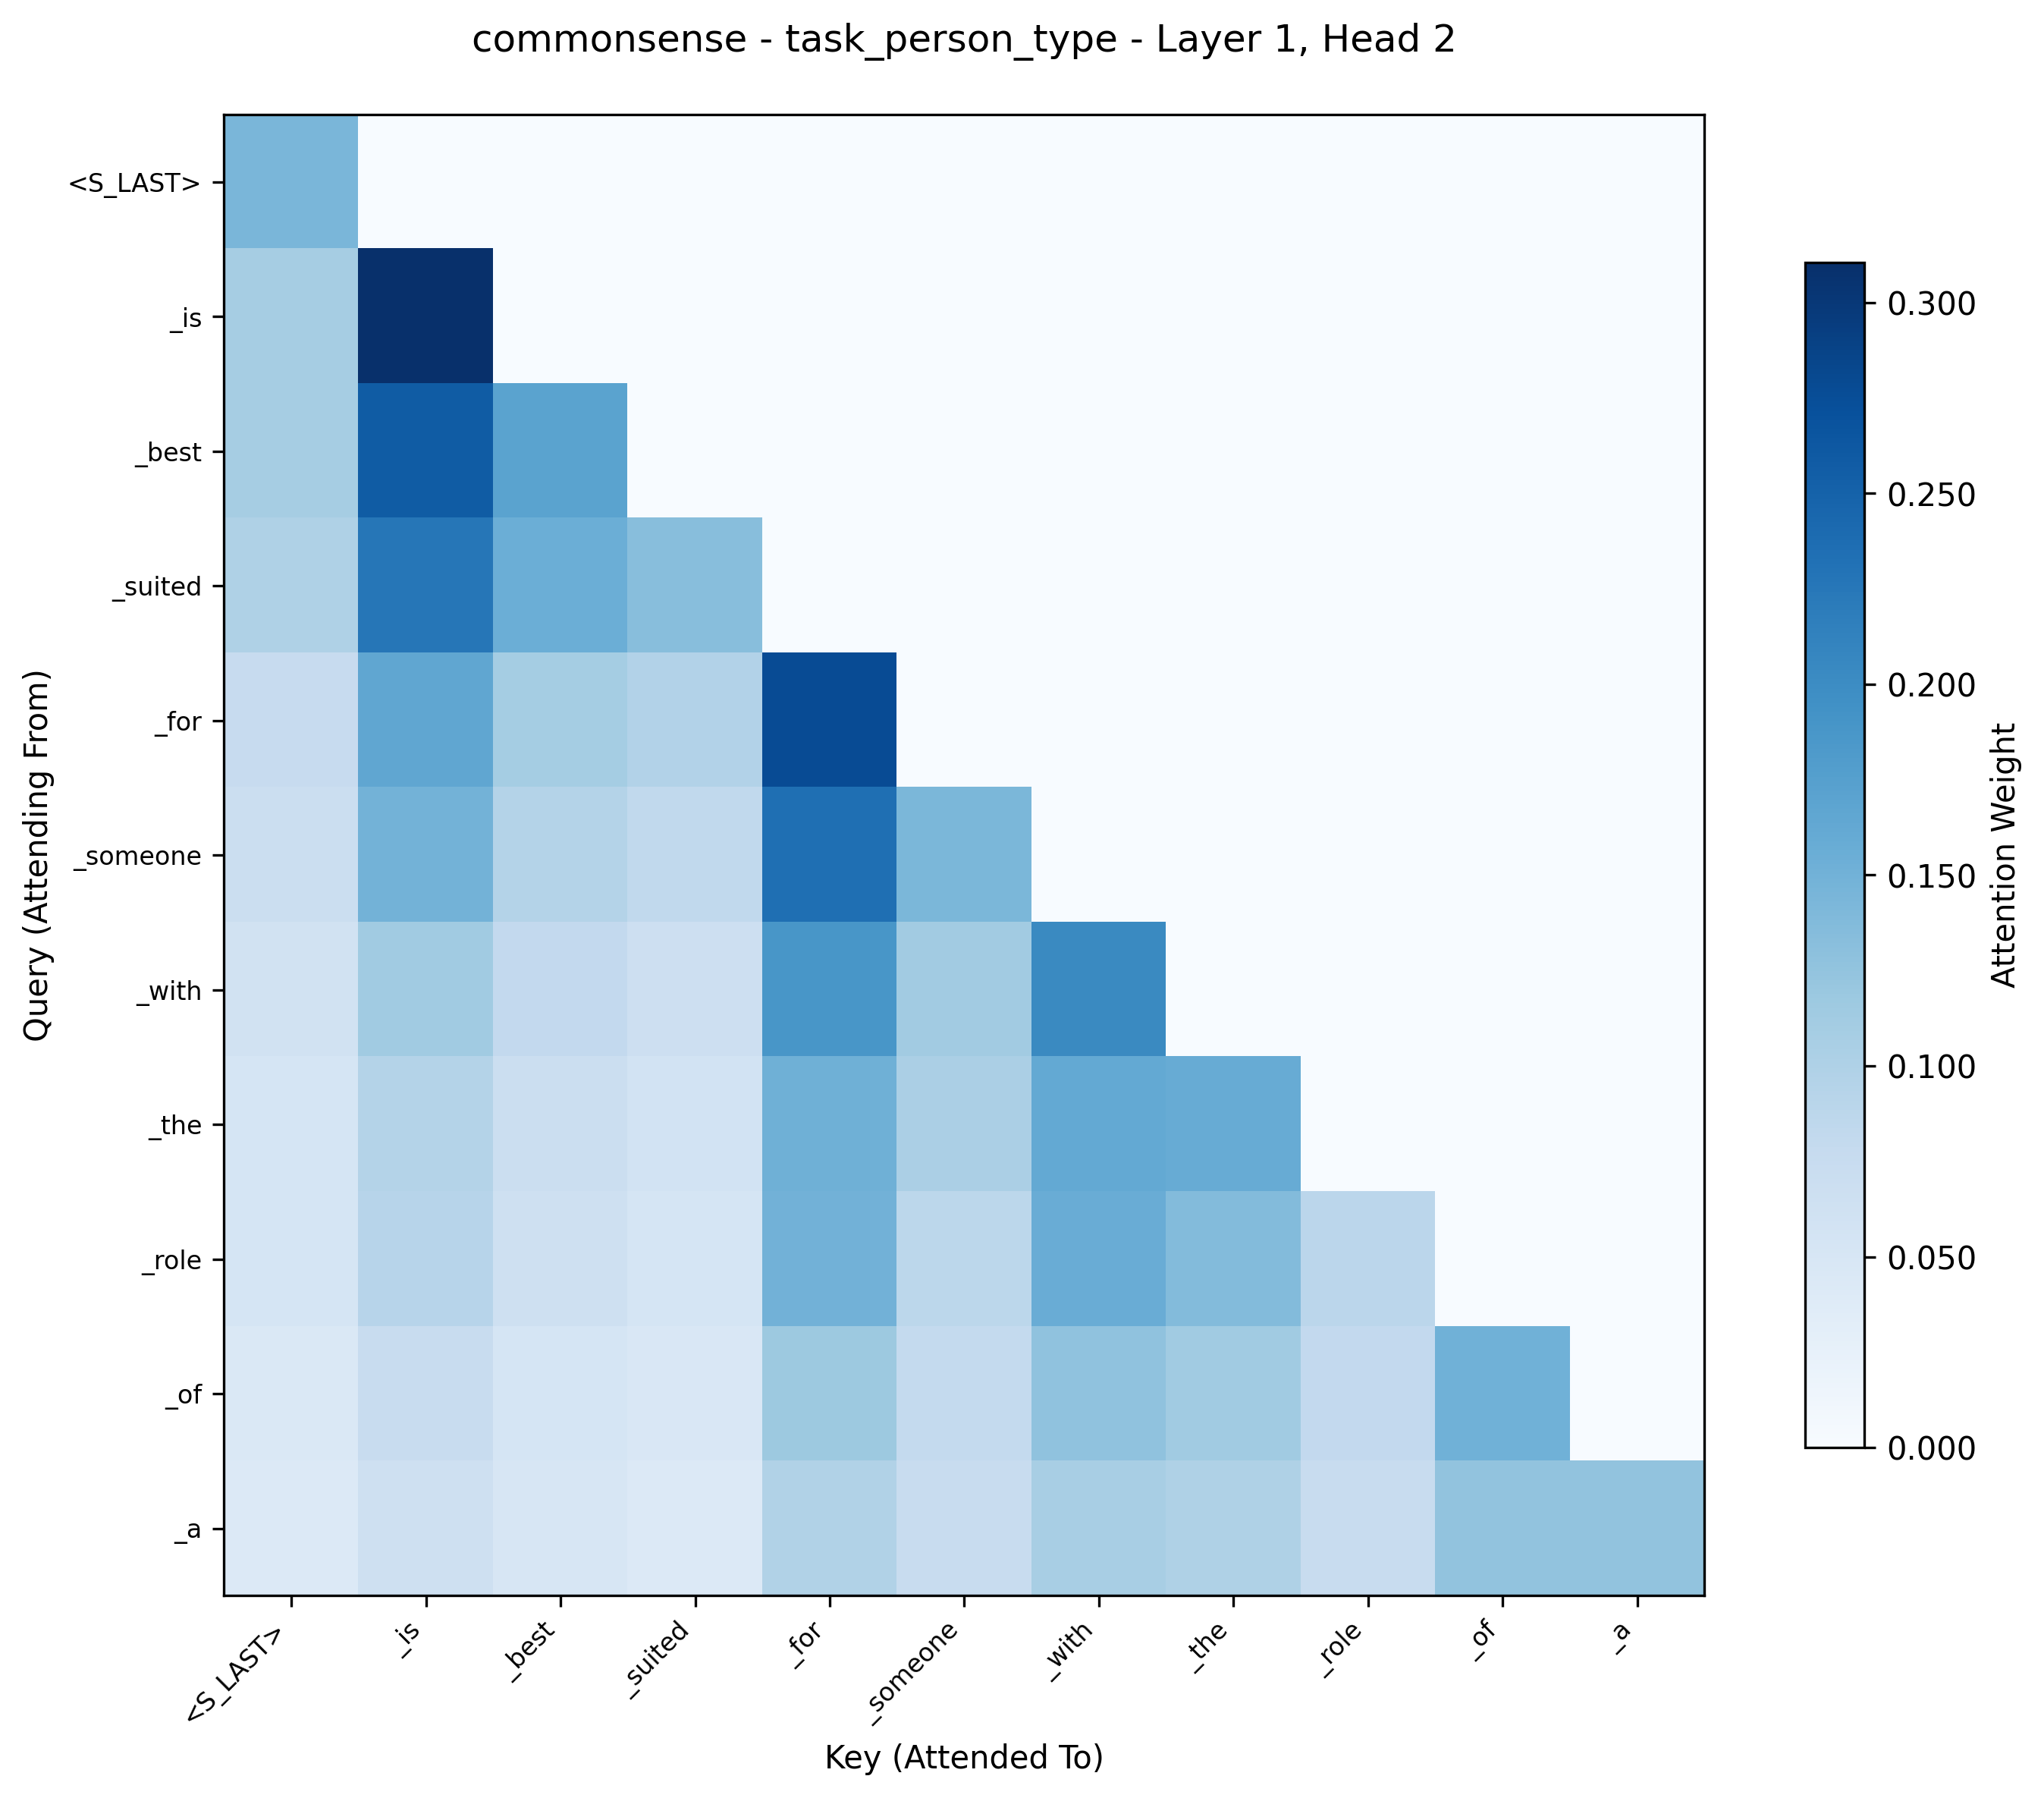 commonsense - task_person_type - Layer 1, Head 2
Query (Attending From)
<S_LAST>
_is
_best
_suited
_for
_someone
_with
_the
_role
_of
_a
<S_LAST>
_is
_best
_suited
_for
_someone
_with
_the
_role
_of
_a
Key (Attended To)
0.300
0.250
0.200
0.150
0.100
0.050
0.000
Attention Weight